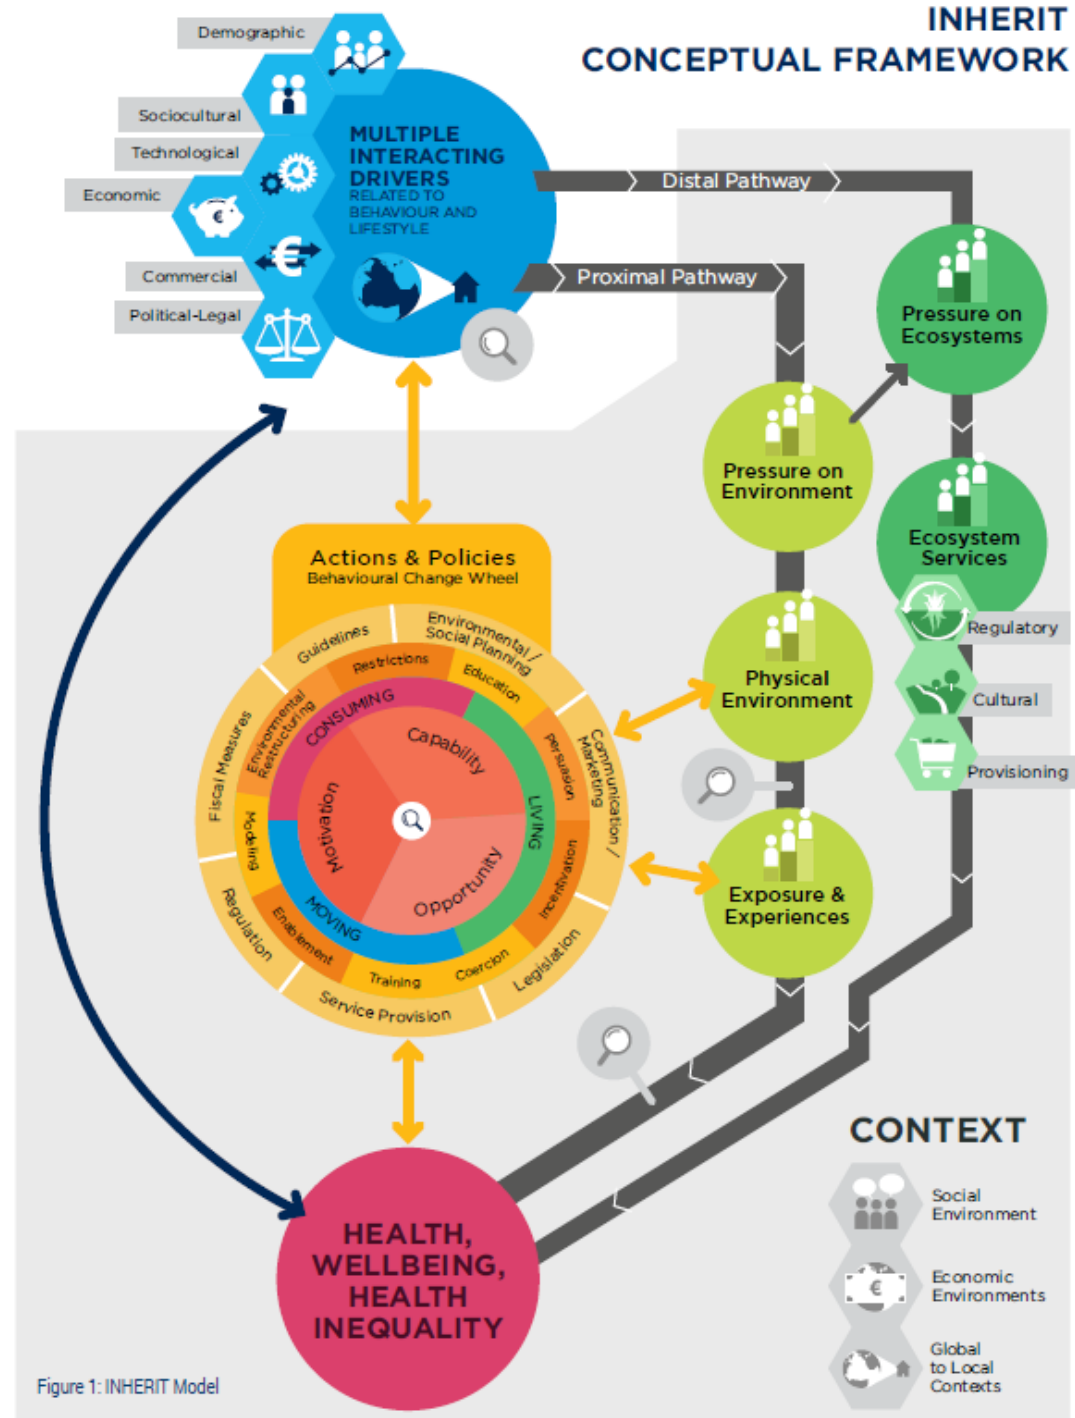 INHERIT
CONCEPTUAL FRAMEWORK
Demographic
Sociocultural
Technological
Economic
Commercial
Political-Legal
MULTIPLE
INTERACTING
DRIVERS
RELATED TO
BEHAVIOUR AND
LIFESTYLE
Distal Pathway
Proximal Pathway
Pressure on
Ecosystems
Pressure on
Environment
Ecosystem
Services
Regulatory
Cultural
Provisioning
Physical
Environment
Exposure &
Experiences
Actions & Policies
Behavioural Change Wheel
Guidelines
Environmental /
Social Planning
Communication /
Marketing
Legislation
Service Provision
Regulation
Fiscal Measures
Restrictions
Education
Persuasion
Incentivation
Coercion
Training
Enablement
Modeling
Environmental
Restructuring
CONSUMING
LIVING
MOVING
Capability
Opportunity
Motivation
HEALTH,
WELLBEING,
HEALTH
INEQUALITY
CONTEXT
Social
Environment
Economic
Environments
Global
to Local
Contexts
€
€
€
Figure 1: INHERIT Model